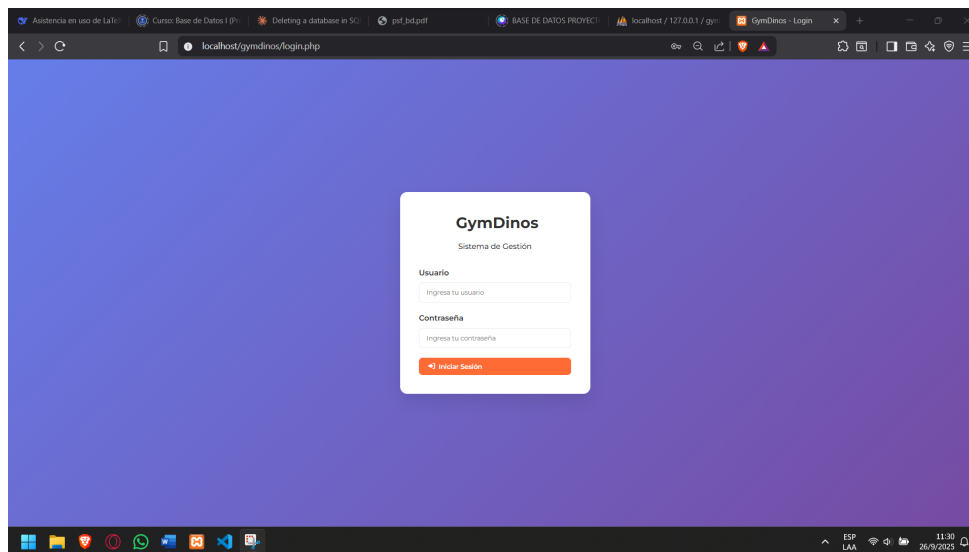 Asistencia en uso de LaTeX
Curso: Base de Datos I (Pr
Deleting a database in SQ
psf_bd.pdf
BASE DE DATOS PROYECT
localhost / 127.0.0.1 / gym
GymDinos - Login
localhost/gymdinos/login.php
GymDinos
Sistema de Gestión
Usuario
Ingresa tu usuario
Contraseña
Ingresa tu contraseña
Iniciar Sesión
ESP
LAA
11:30
26/9/2025